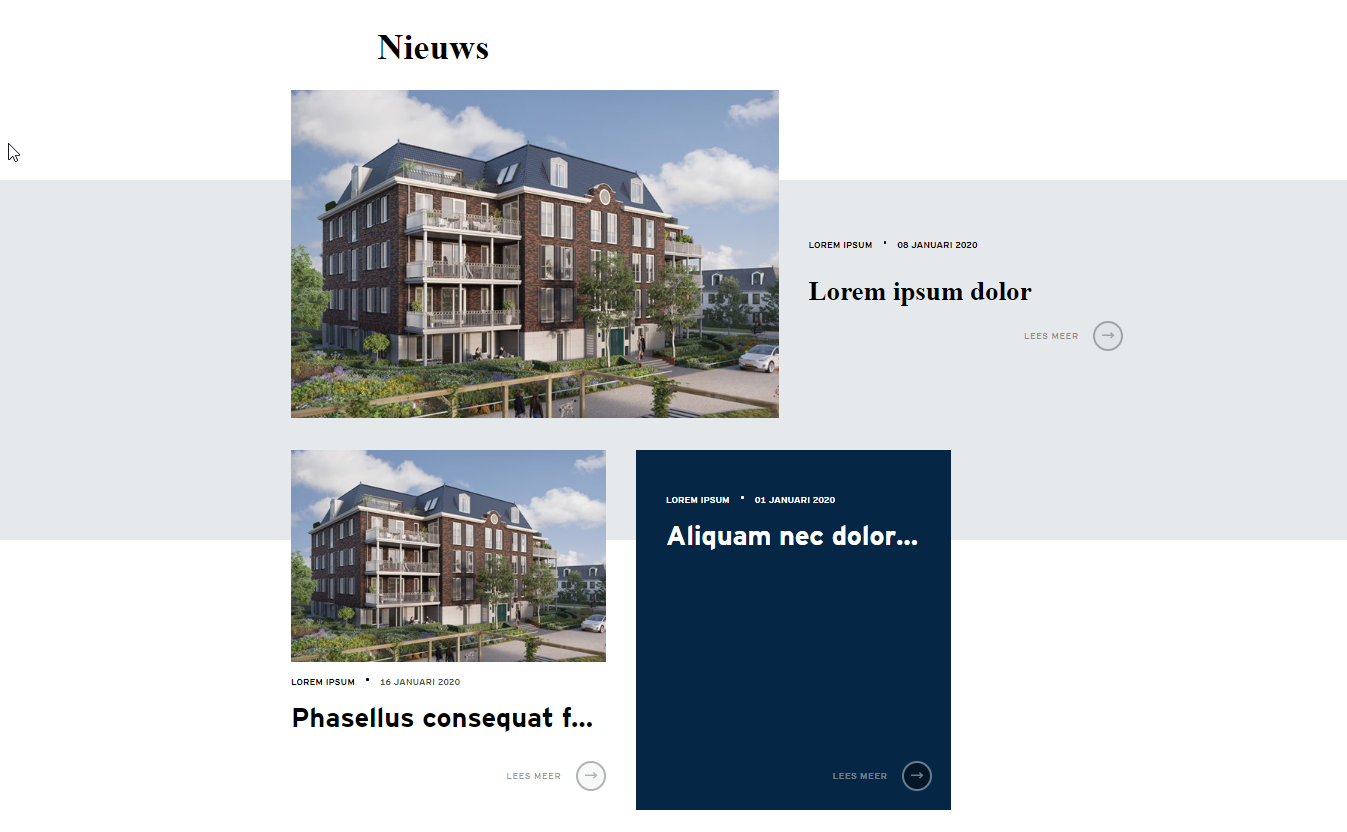 Nieuws
LOREM IPSUM · 08 JANUARI 2020
Lorem ipsum dolor
LEES MEER →
LOREM IPSUM · 16 JANUARI 2020
Phasellus consequat f...
LEES MEER →
LOREM IPSUM · 01 JANUARI 2020
Aliquam nec dolor...
LEES MEER →